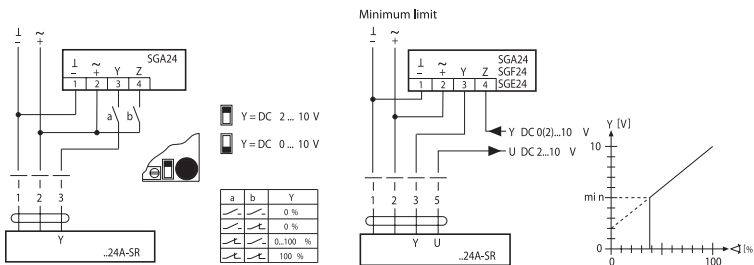 Minimum limit
⊥ ~
- +
SGA24
⊥ ~ Y Z
- +
1 2 3 4
a b
Y = DC 2 ... 10 V
Y = DC 0 ... 10 V
1 2 3
Y
..24A-SR
a b Y
0 %
0 %
0...100 %
100 %
⊥ ~
- +
SGA24
SGF24
SGE24
⊥ ~ Y Z
- +
1 2 3 4
Y DC 0(2)...10 V
U DC 2...10 V
1 2 3 5
Y U
..24A-SR
Y [V]
10
min
0
0 100 [%